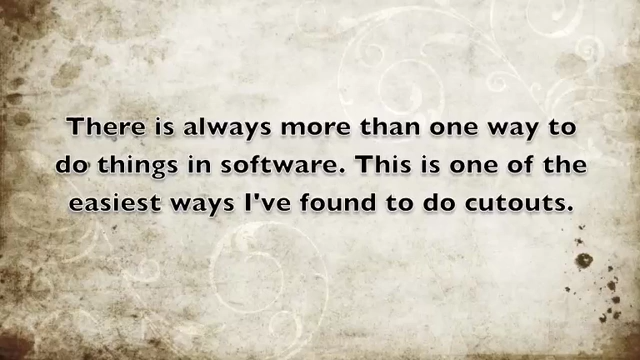 There is always more than one way to
do things in software. This is one of the
easiest ways I've found to do cutouts.